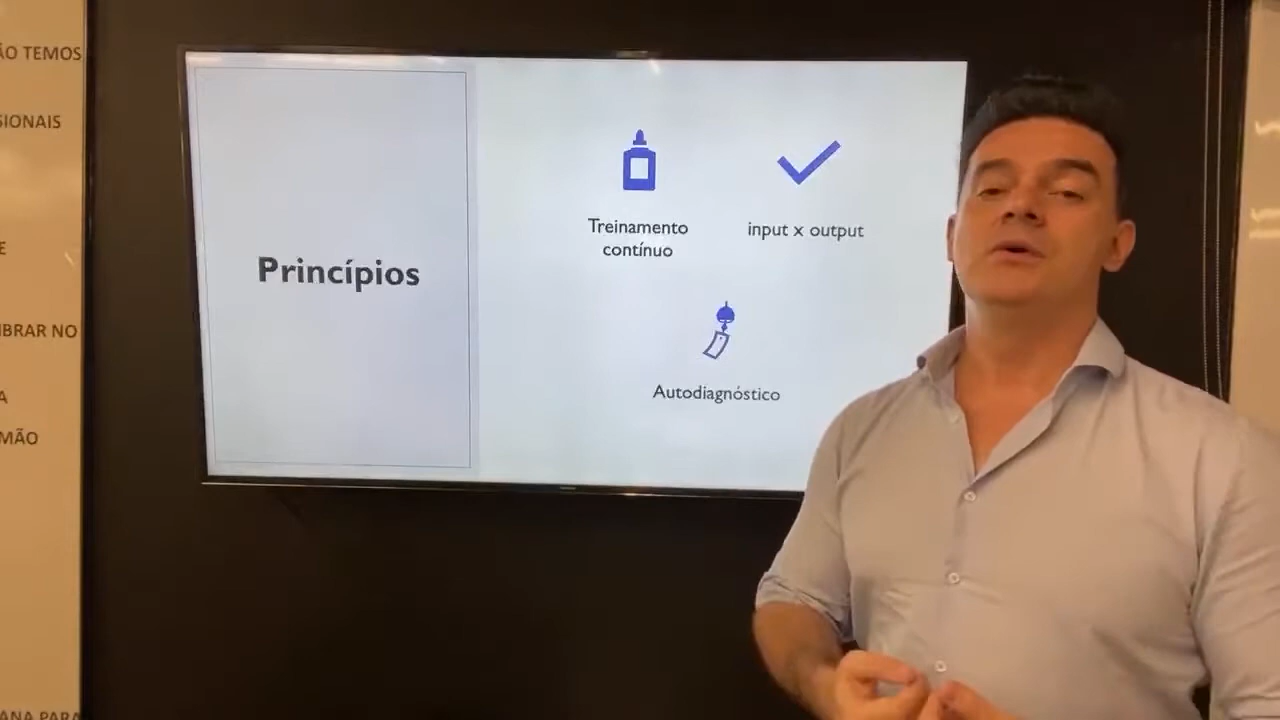 ÃO TEMOS
SIONAIS
E
BRAR NO
A
MÃO
ANA PARA
Princípios
Treinamento
contínuo
input x output
Autodiagnóstico